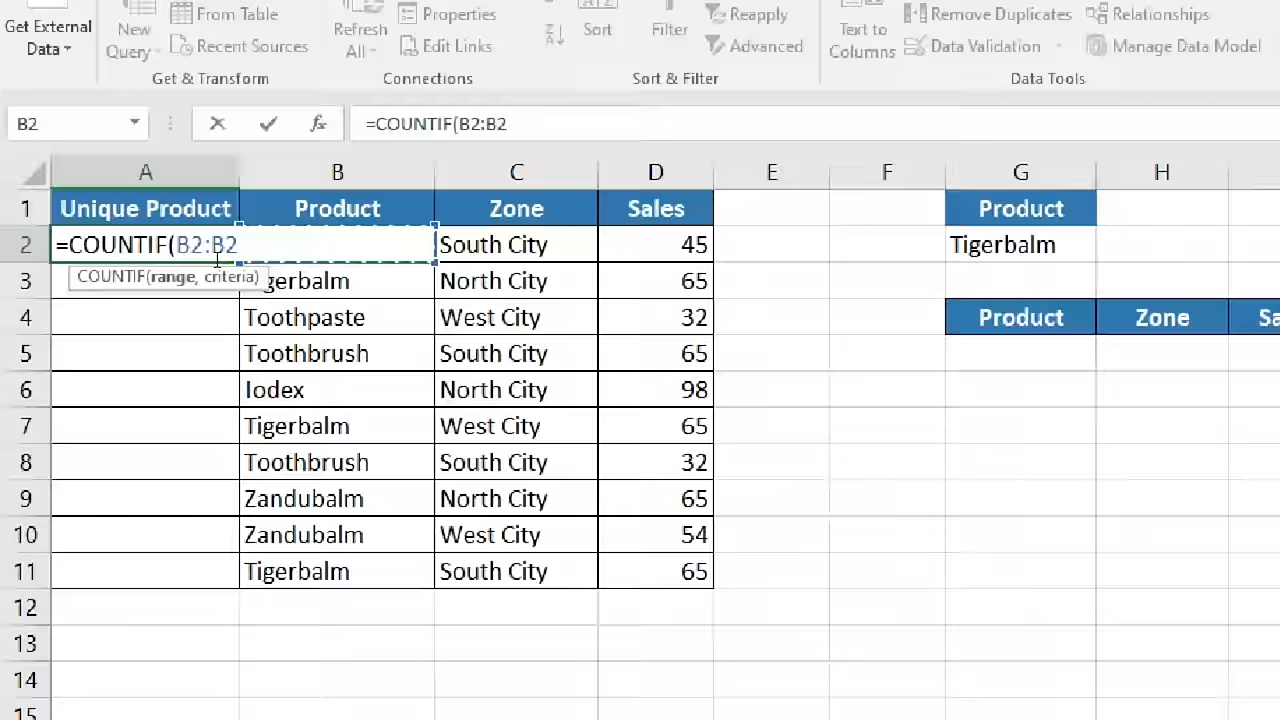 Get External Data
New Query
From Table
Recent Sources
Get & Transform
Refresh All
Properties
Edit Links
Connections
Sort
Filter
Reapply
Advanced
Sort & Filter
Text to Columns
Remove Duplicates
Data Validation
Relationships
Manage Data Model
Data Tools
B2 fx =COUNTIF(B2:B2
A B C D E F G H
1 Unique Product Product Zone Sales Product
2 =COUNTIF(B2:B2 South City 45 Tigerbalm
COUNTIF(range, criteria)
3 gerbalm North City 65
4 Toothpaste West City 32 Product Zone Sa
5 Toothbrush South City 65
6 Iodex North City 98
7 Tigerbalm West City 65
8 Toothbrush South City 32
9 Zandubalm North City 65
10 Zandubalm West City 54
11 Tigerbalm South City 65
12
13
14
15